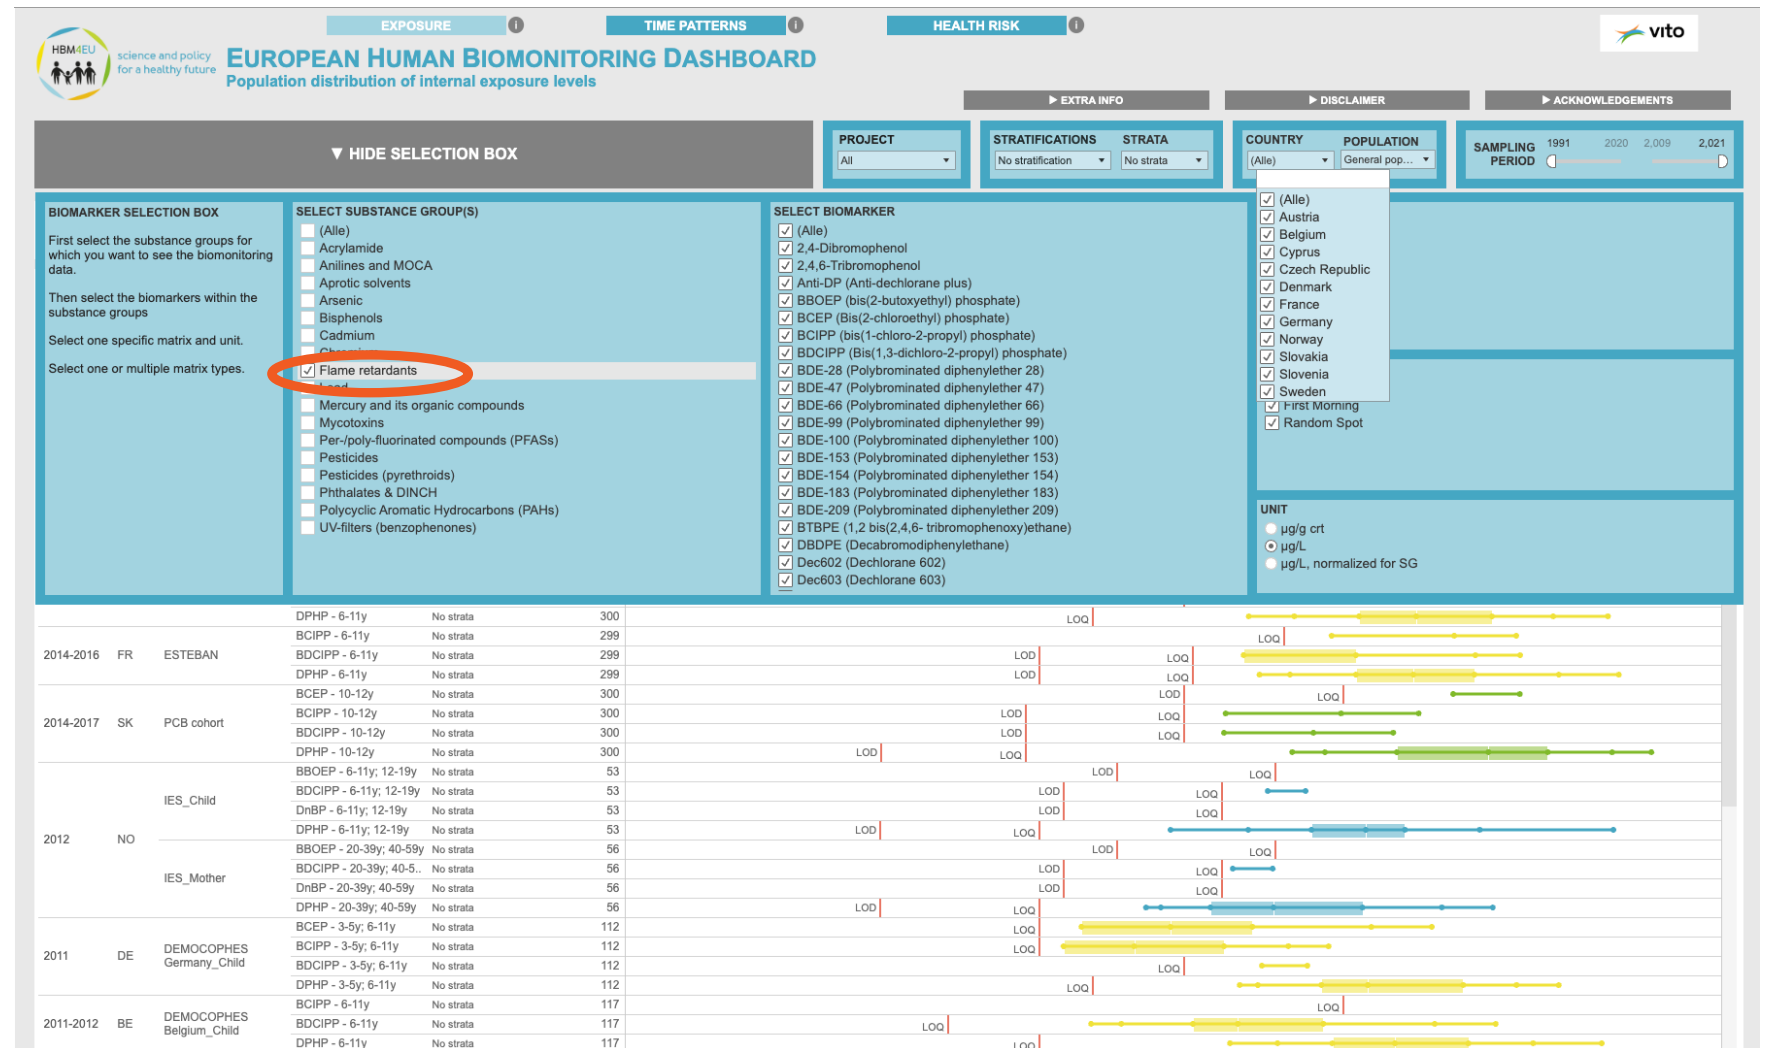 EXPOSURE
TIME PATTERNS
HEALTH RISK
HBM4EU
science and policy
for a healthy future
EUROPEAN HUMAN BIOMONITORING DASHBOARD
Population distribution of internal exposure levels
vito
▶ EXTRA INFO
▶ DISCLAIMER
▶ ACKNOWLEDGEMENTS
▼ HIDE SELECTION BOX
PROJECT
All
STRATIFICATIONS STRATA
No stratification No strata
COUNTRY POPULATION
(Alle) General pop...
SAMPLING PERIOD
1991 2020 2,009 2,021
BIOMARKER SELECTION BOX
First select the substance groups for
which you want to see the biomonitoring
data.
Then select the biomarkers within the
substance groups
Select one specific matrix and unit.
Select one or multiple matrix types.
SELECT SUBSTANCE GROUP(S)
(Alle)
Acrylamide
Anilines and MOCA
Aprotic solvents
Arsenic
Bisphenols
Cadmium
Flame retardants
Lead
Mercury and its organic compounds
Mycotoxins
Per-/poly-fluorinated compounds (PFASs)
Pesticides
Pesticides (pyrethroids)
Phthalates & DINCH
Polycyclic Aromatic Hydrocarbons (PAHs)
UV-filters (benzophenones)
SELECT BIOMARKER
(Alle)
2,4-Dibromophenol
2,4,6-Tribromophenol
Anti-DP (Anti-dechlorane plus)
BBOEP (bis(2-butoxyethyl) phosphate)
BCEP (Bis(2-chloroethyl) phosphate)
BCIPP (bis(1-chloro-2-propyl) phosphate)
BDCIPP (Bis(1,3-dichloro-2-propyl) phosphate)
BDE-28 (Polybrominated diphenylether 28)
BDE-47 (Polybrominated diphenylether 47)
BDE-66 (Polybrominated diphenylether 66)
BDE-99 (Polybrominated diphenylether 99)
BDE-100 (Polybrominated diphenylether 100)
BDE-153 (Polybrominated diphenylether 153)
BDE-154 (Polybrominated diphenylether 154)
BDE-183 (Polybrominated diphenylether 183)
BDE-209 (Polybrominated diphenylether 209)
BTBPE (1,2 bis(2,4,6- tribromophenoxy)ethane)
DBDPE (Decabromodiphenylethane)
Dec602 (Dechlorane 602)
Dec603 (Dechlorane 603)
(Alle)
Austria
Belgium
Cyprus
Czech Republic
Denmark
France
Germany
Norway
Slovakia
Slovenia
Sweden
First Morning
Random Spot
UNIT
µg/g crt
µg/L
µg/L, normalized for SG
DPHP - 6-11y No strata 300 LOQ
BCIPP - 6-11y No strata 299 LOQ
2014-2016 FR ESTEBAN BDCIPP - 6-11y No strata 299 LOD LOQ
DPHP - 6-11y No strata 299 LOD LOQ
BCEP - 10-12y No strata 300 LOD LOQ
BCIPP - 10-12y No strata 300 LOD LOQ
2014-2017 SK PCB cohort
BDCIPP - 10-12y No strata 300 LOD LOQ
DPHP - 10-12y No strata 300 LOD LOQ
BBOEP - 6-11y; 12-19y No strata 53 LOD LOQ
BDCIPP - 6-11y; 12-19y No strata 53 LOD LOQ
IES_Child
DnBP - 6-11y; 12-19y No strata 53 LOD LOQ
DPHP - 6-11y; 12-19y No strata 53 LOD LOQ
2012 NO
BBOEP - 20-39y; 40-59y No strata 56 LOD LOQ
BDCIPP - 20-39y; 40-5.. No strata 56 LOD LOQ
IES_Mother
DnBP - 20-39y; 40-59y No strata 56 LOD LOQ
DPHP - 20-39y; 40-59y No strata 56 LOD LOQ
BCEP - 3-5y; 6-11y No strata 112 LOQ
BCIPP - 3-5y; 6-11y No strata 112 LOQ
2011 DE DEMOCOPHES
Germany_Child
BDCIPP - 3-5y; 6-11y No strata 112 LOQ
DPHP - 3-5y; 6-11y No strata 112 LOQ
BCIPP - 6-11y No strata 117 LOQ
2011-2012 BE DEMOCOPHES
Belgium_Child
BDCIPP - 6-11y No strata 117 LOQ
DPHP - 6-11y No strata 117 LOQ